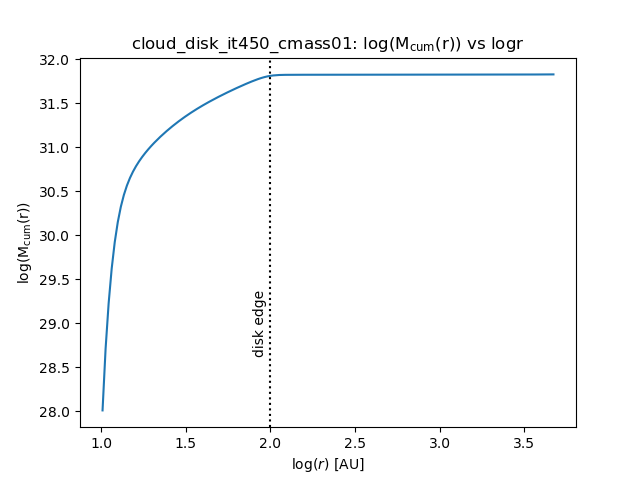 cloud_disk_it450_cmass01: log(M_cum(r)) vs logr
log(M_cum(r))
32.0
31.5
31.0
30.5
30.0
29.5
29.0
28.5
28.0
disk edge
1.0 1.5 2.0 2.5 3.0 3.5
log(r) [AU]